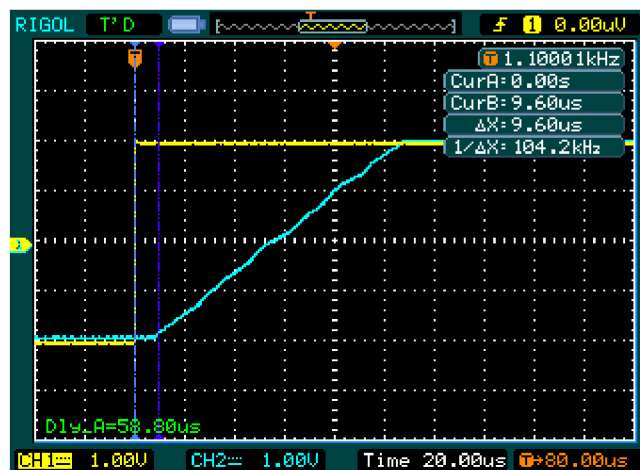 RIGOL T'D 1 0.00uV
T
T 1.10001kHz
CurA:0.00s
CurB:9.60us
ΔX:9.60us
1/ΔX:104.2kHz
1
Dly_A=58.80us
CH1 1.00V CH2 1.00V Time 20.00us T→80.00us